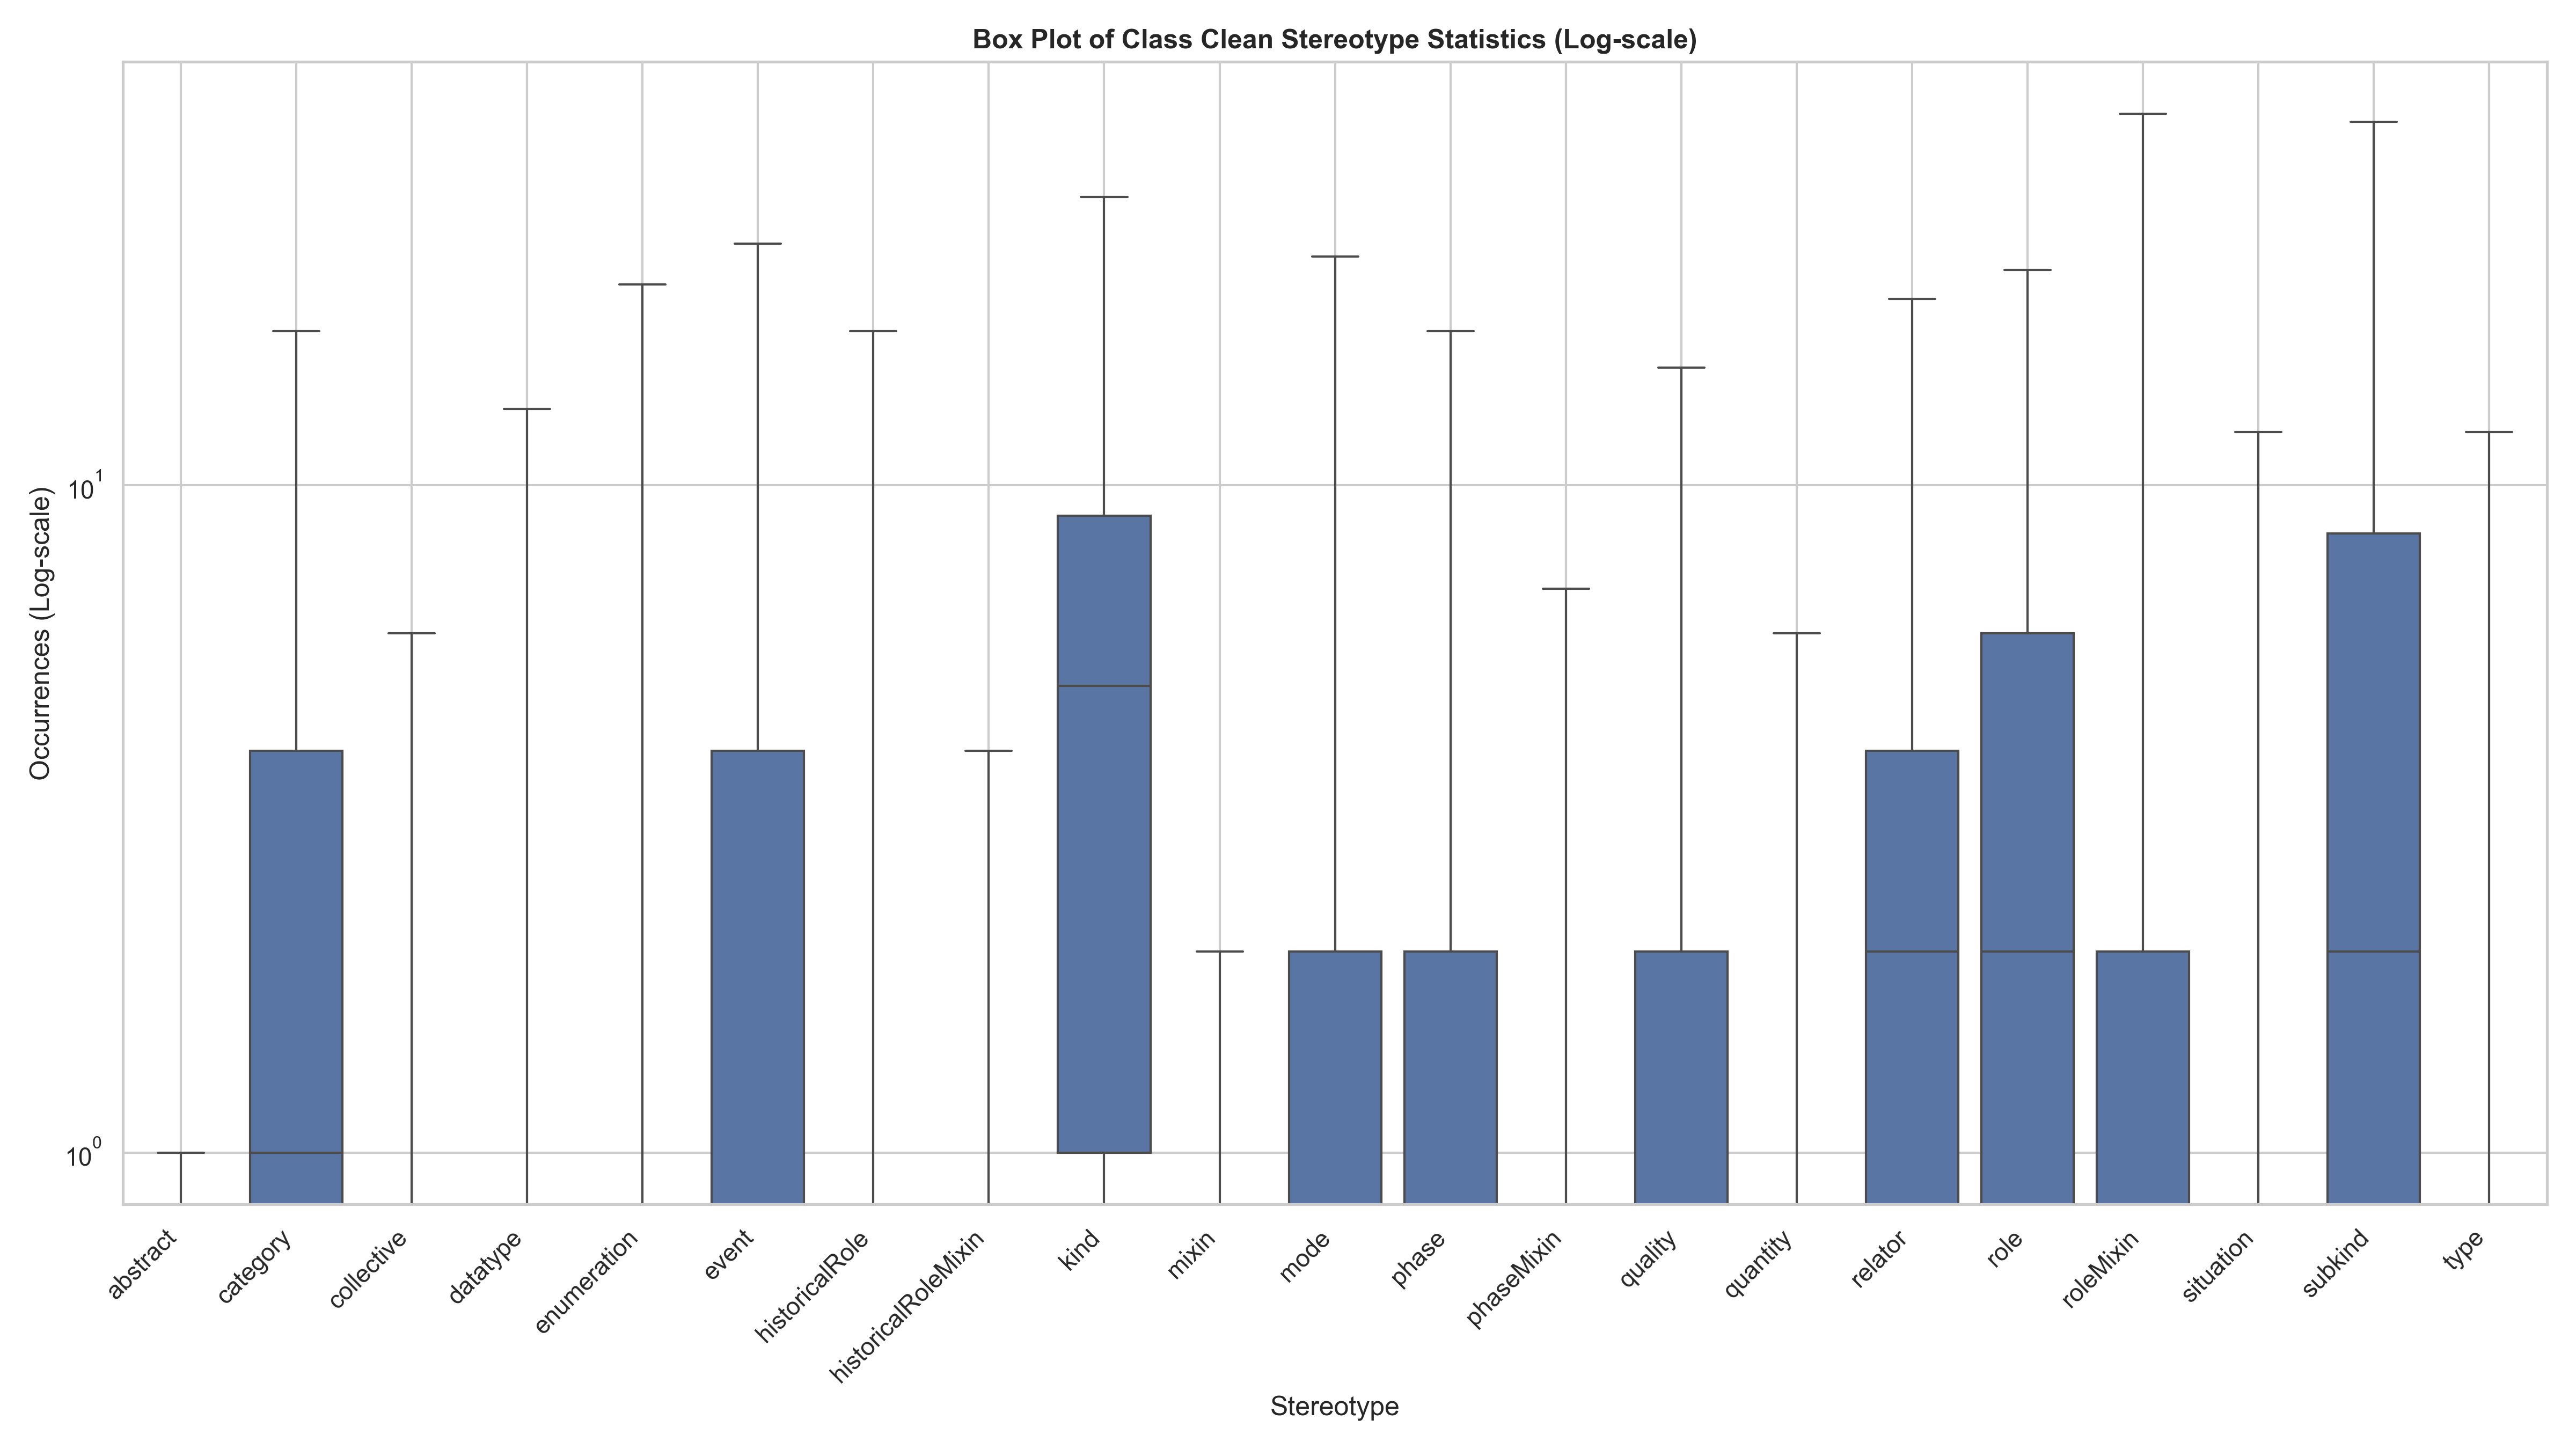 Box Plot of Class Clean Stereotype Statistics (Log-scale)
Occurrences (Log-scale)
10^1
10^0
abstract
category
collective
datatype
enumeration
event
historicalRole
historicalRoleMixin
kind
mixin
mode
phase
phaseMixin
quality
quantity
relator
role
roleMixin
situation
subkind
type
Stereotype